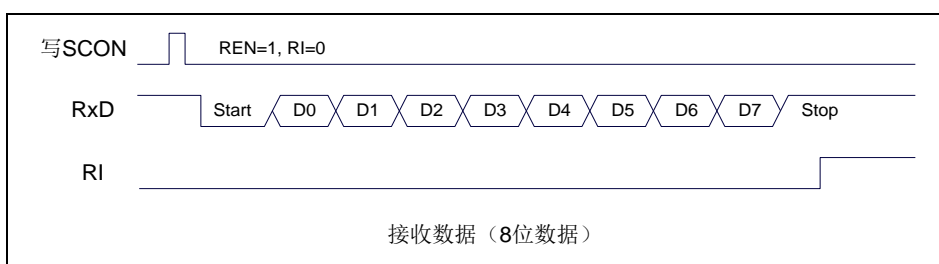 写SCON REN=1, RI=0
RxD Start D0 D1 D2 D3 D4 D5 D6 D7 Stop
RI
接收数据（8位数据）